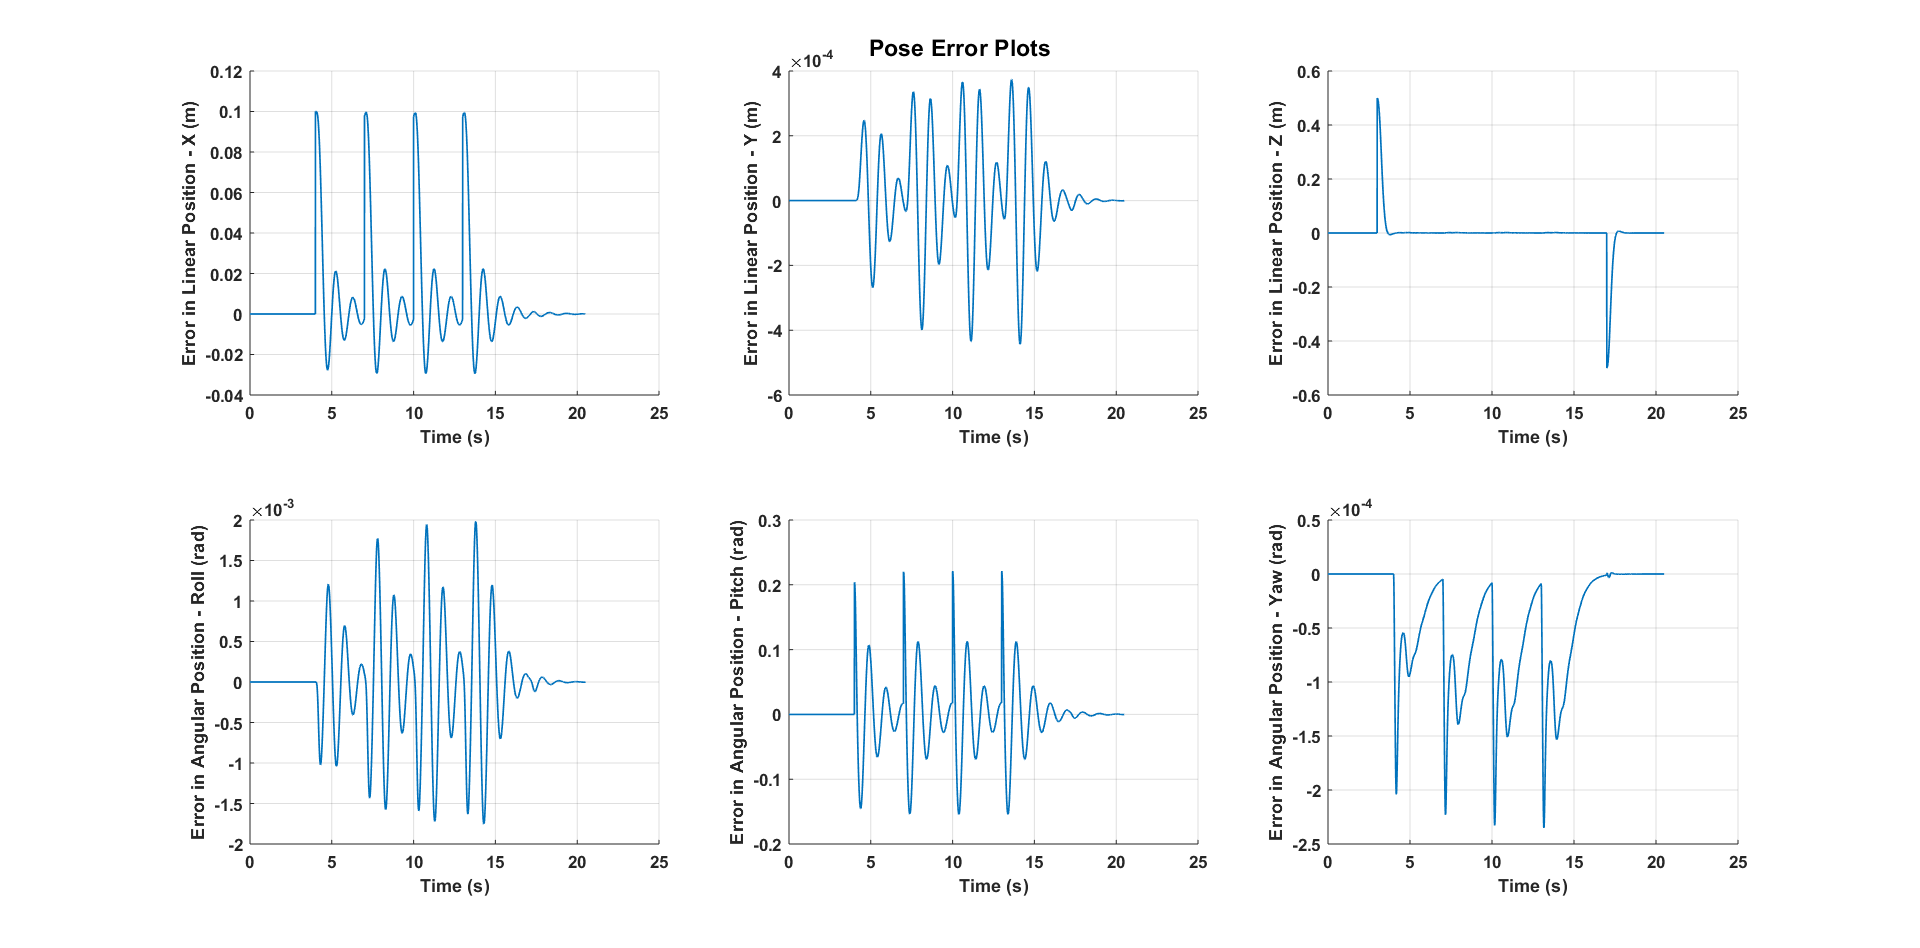 Pose Error Plots
Error in Linear Position - X (m)
0.12
0.1
0.08
0.06
0.04
0.02
0
-0.02
-0.04
0 5 10 15 20 25
Time (s)
×10-4
Error in Linear Position - Y (m)
4
2
0
-2
-4
-6
0 5 10 15 20 25
Time (s)
Error in Linear Position - Z (m)
0.6
0.4
0.2
0
-0.2
-0.4
-0.6
0 5 10 15 20 25
Time (s)
×10-3
Error in Angular Position - Roll (rad)
2
1.5
1
0.5
0
-0.5
-1
-1.5
-2
0 5 10 15 20 25
Time (s)
Error in Angular Position - Pitch (rad)
0.3
0.2
0.1
0
-0.1
-0.2
0 5 10 15 20 25
Time (s)
×10-4
Error in Angular Position - Yaw (rad)
0.5
0
-0.5
-1
-1.5
-2
-2.5
0 5 10 15 20 25
Time (s)